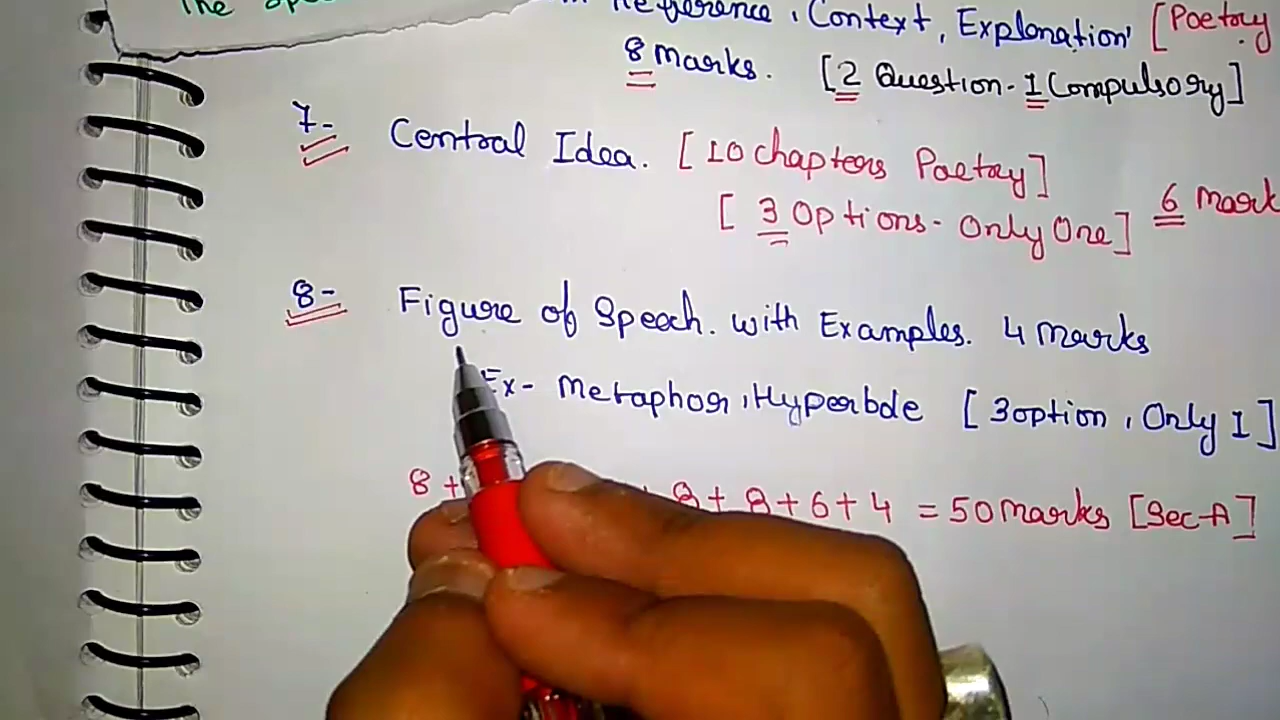 The
Reference, Context, Explanation [Poetry
8 Marks. [2 Question - 1 Compulsory]
7- Central Idea. [10 chapters Poetry]
[3 Options - Only One] 6 Mark
8- Figure of Speech. with Examples. 4 Marks
Ex- Metaphor, Hyperbole [3 option, Only 1]
8 + + 8 + 8 + 6 + 4 = 50 Marks [Sec-A]